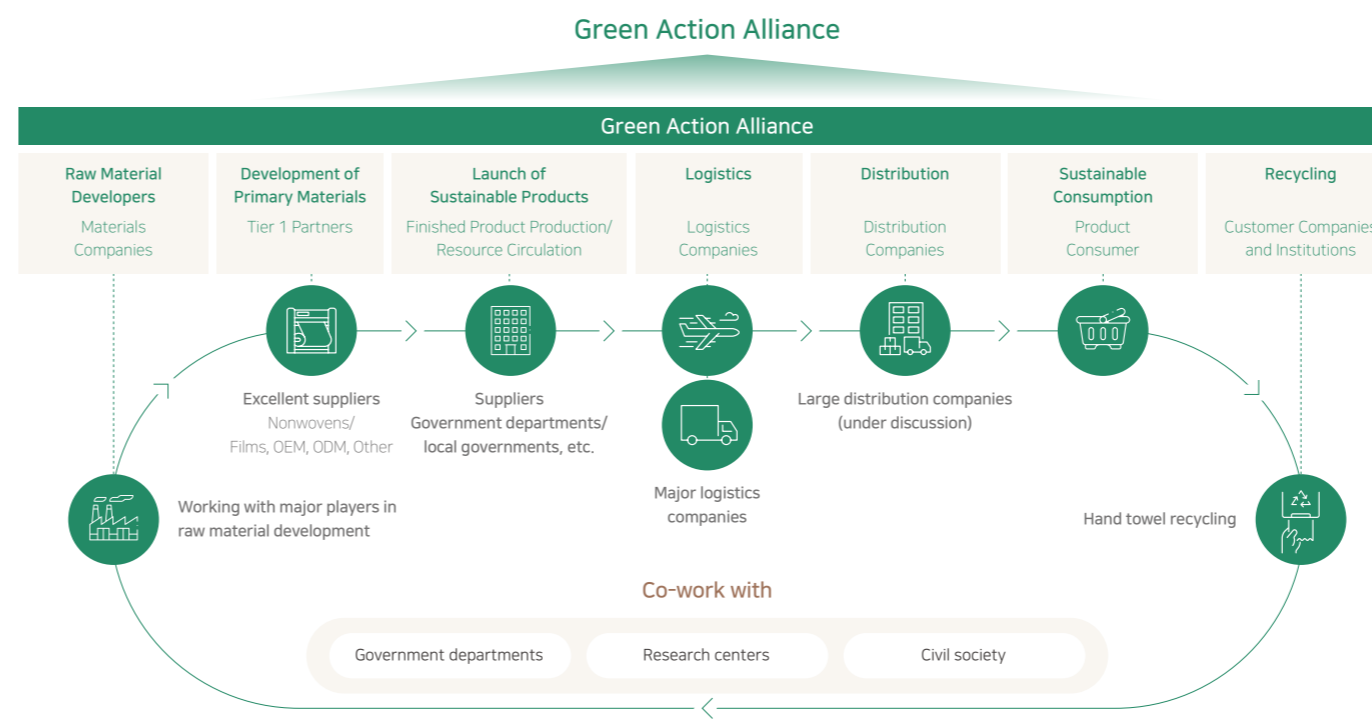 Green Action Alliance
Green Action Alliance
Raw Material
Developers
Materials
Companies
Development of
Primary Materials
Tier 1 Partners
Launch of
Sustainable Products
Finished Product Production/
Resource Circulation
Logistics
Logistics
Companies
Distribution
Distribution
Companies
Sustainable
Consumption
Product
Consumer
Recycling
Customer Companies
and Institutions
Excellent suppliers
Nonwovens/
Films, OEM, ODM, Other
Suppliers
Government departments/
local governments, etc.
Major logistics
companies
Large distribution companies
(under discussion)
Working with major players in
raw material development
Hand towel recycling
Co-work with
Government departments
Research centers
Civil society